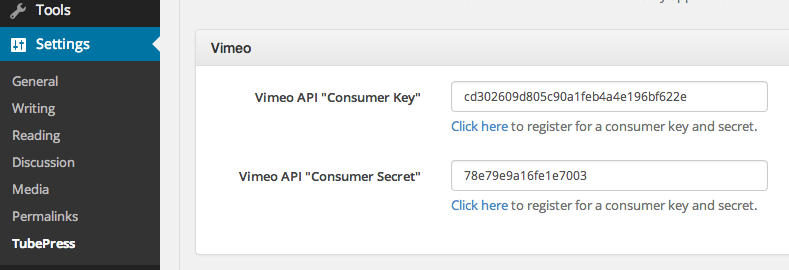 Tools
Settings
General
Writing
Reading
Discussion
Media
Permalinks
TubePress
Vimeo
Vimeo API "Consumer Key"
cd302609d805c90a1feb4a4e196bf622e
Click here to register for a consumer key and secret.
Vimeo API "Consumer Secret"
78e79e9a16fe1e7003
Click here to register for a consumer key and secret.